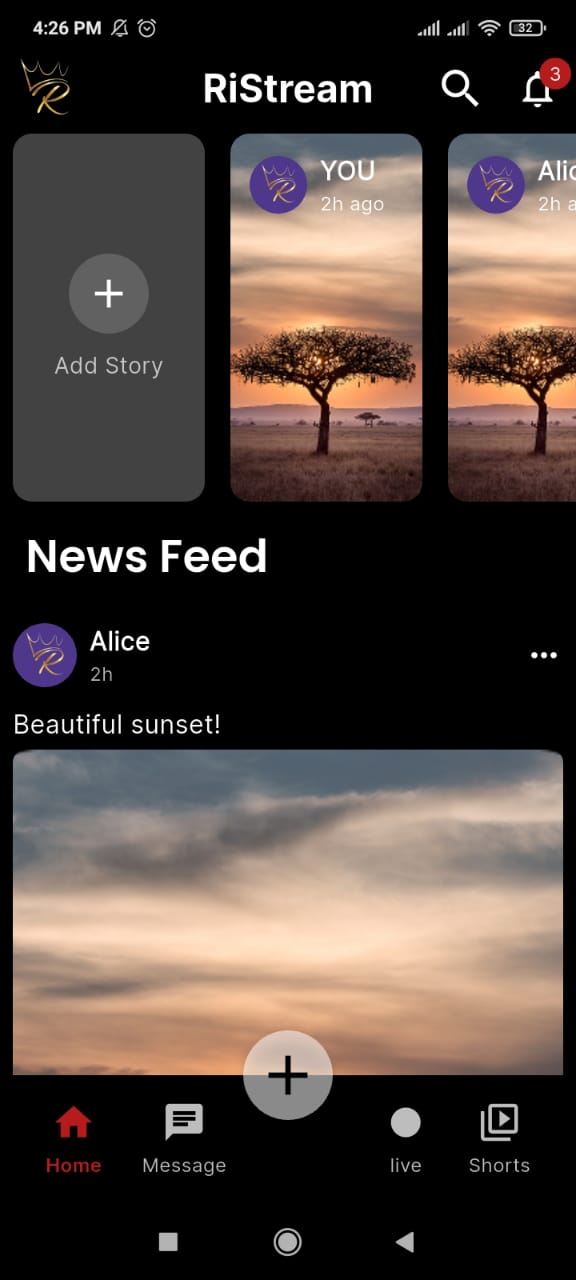 4:26 PM 32
RiStream 3
YOU
2h ago
Alic
2h a
Add Story
News Feed
Alice
2h
Beautiful sunset!
Home Message live Shorts